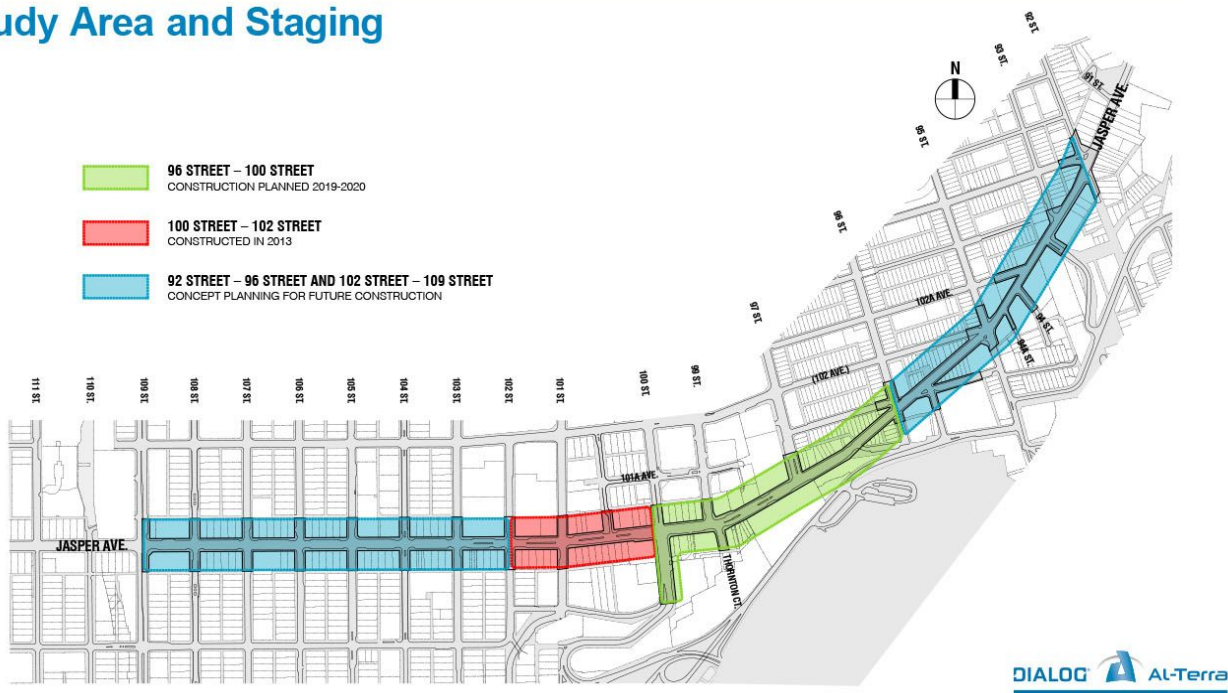 udy Area and Staging
96 STREET – 100 STREET
CONSTRUCTION PLANNED 2019-2020
100 STREET – 102 STREET
CONSTRUCTED IN 2013
92 STREET – 96 STREET AND 102 STREET – 109 STREET
CONCEPT PLANNING FOR FUTURE CONSTRUCTION
N
92 ST.
93 ST.
91 ST.
JASPER AVE.
95 ST.
96 ST.
102A AVE.
97 ST.
94 ST.
94A ST.
(102 AVE.)
111 ST.
110 ST.
109 ST.
108 ST.
104 ST.
106 ST.
105 ST.
104 ST.
103 ST.
102 ST.
101 ST.
100 ST.
99 ST.
101A AVE.
JASPER AVE.
THORNTON CT.
DIALOG
Al-Terra